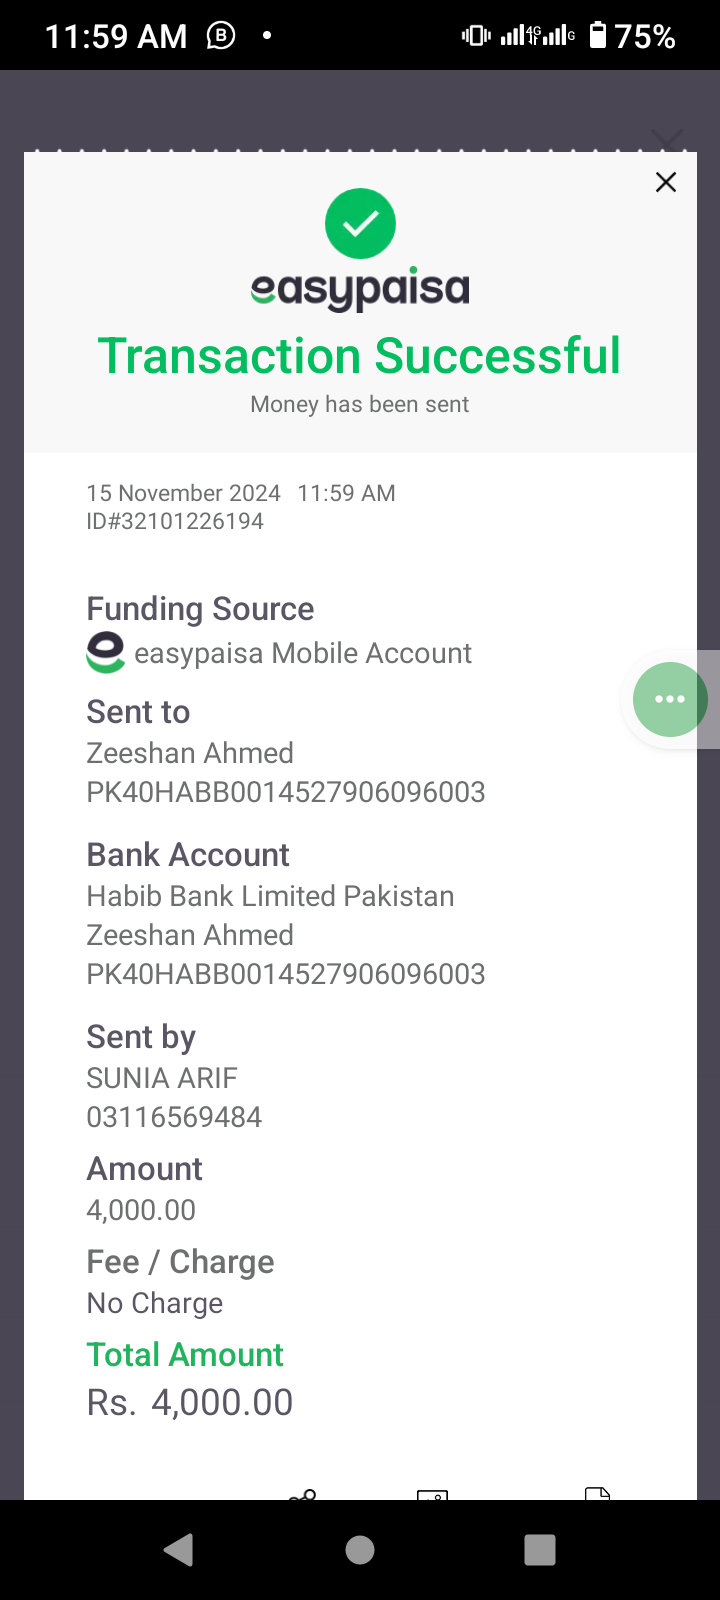 11:59 AM
4G
G
75%
easypaisa
Transaction Successful
Money has been sent
15 November 2024 11:59 AM
ID#32101226194
Funding Source
easypaisa Mobile Account
Sent to
Zeeshan Ahmed
PK40HABB0014527906096003
Bank Account
Habib Bank Limited Pakistan
Zeeshan Ahmed
PK40HABB0014527906096003
Sent by
SUNIA ARIF
03116569484
Amount
4,000.00
Fee / Charge
No Charge
Total Amount
Rs. 4,000.00